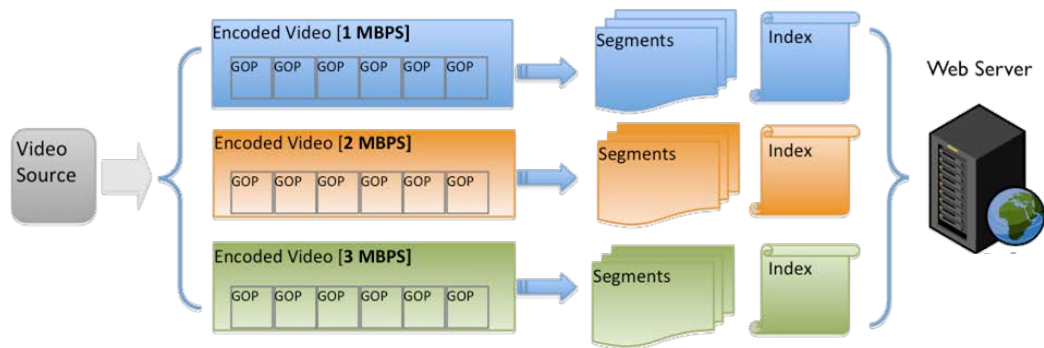 Video
Source
Encoded Video [1 MBPS]
GOP GOP GOP GOP GOP GOP
Segments
Index
Encoded Video [2 MBPS]
GOP GOP GOP GOP GOP GOP
Segments
Index
Encoded Video [3 MBPS]
GOP GOP GOP GOP GOP GOP
Segments
Index
Web Server